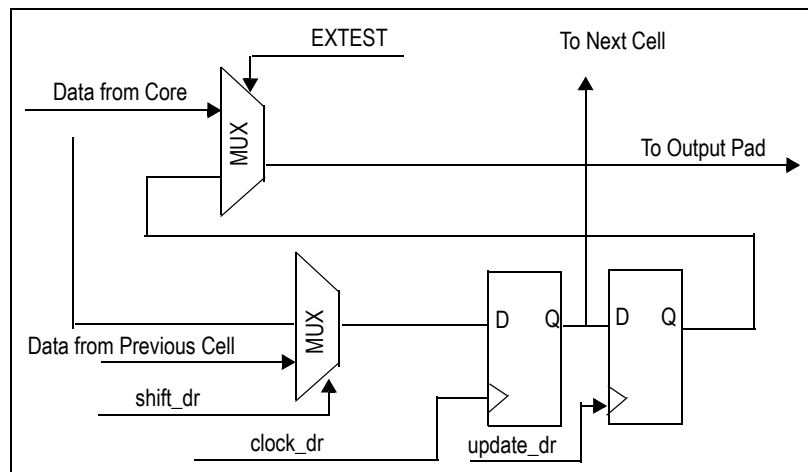 EXTEST
To Next Cell
Data from Core
MUX
To Output Pad
MUX
D Q
D Q
Data from Previous Cell
shift_dr
clock_dr
update_dr